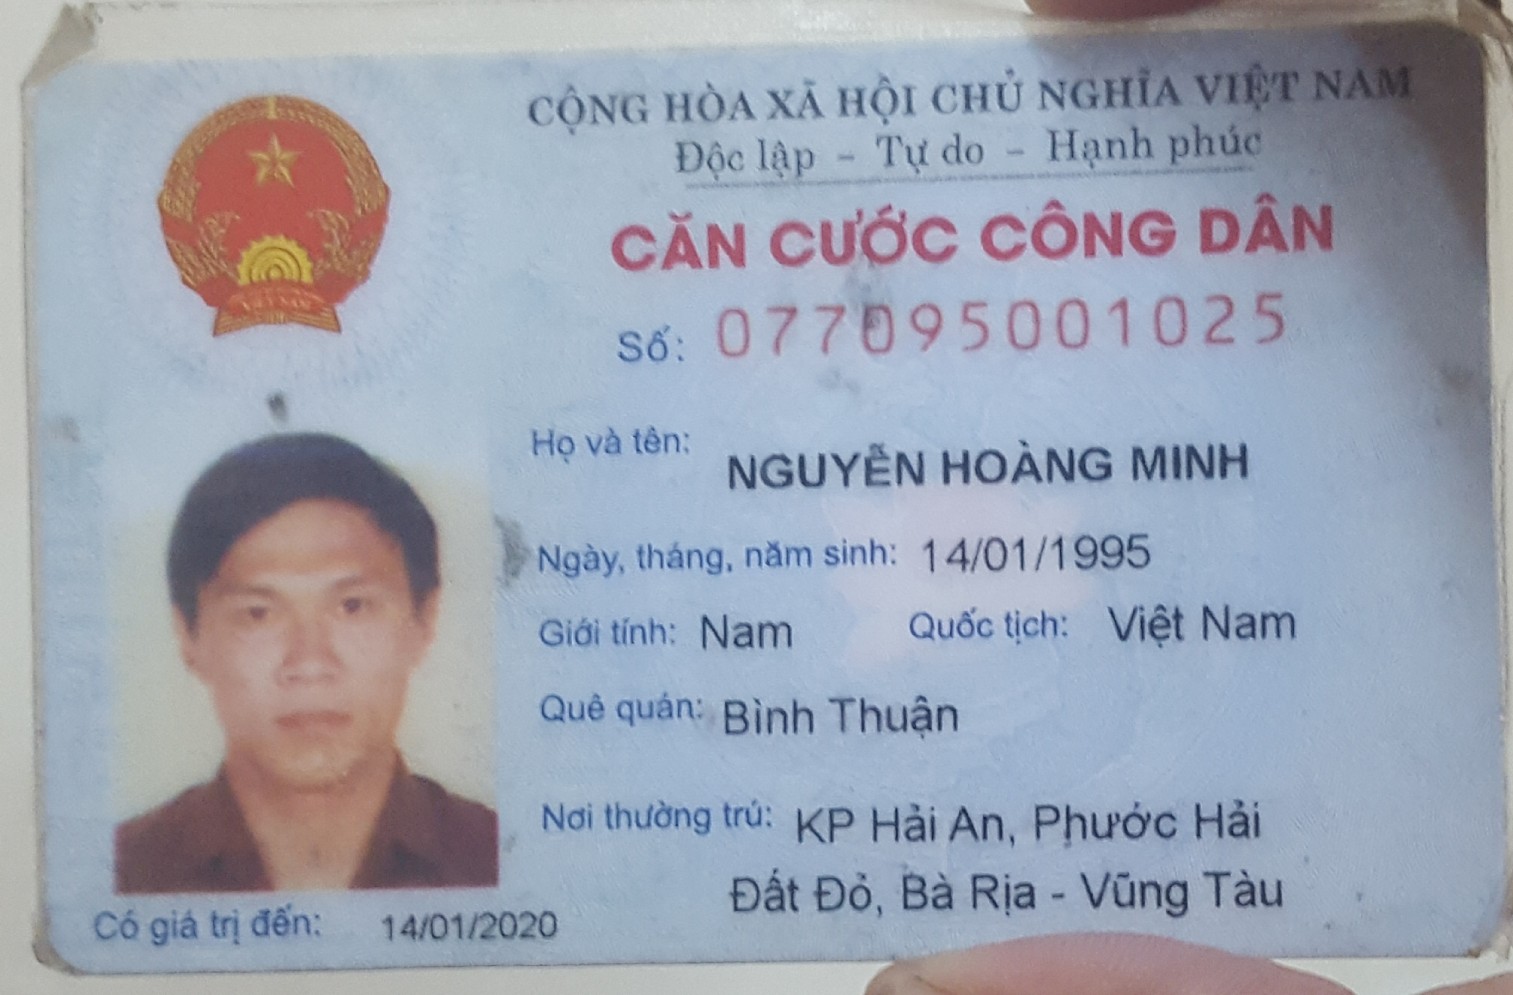 CỘNG HÒA XÃ HỘI CHỦ NGHĨA VIỆT NAM
Độc lập - Tự do - Hạnh phúc
CĂN CƯỚC CÔNG DÂN
Số: 077095001025
Họ và tên: NGUYỄN HOÀNG MINH
Ngày, tháng, năm sinh: 14/01/1995
Giới tính: Nam Quốc tịch: Việt Nam
Quê quán: Bình Thuận
Nơi thường trú: KP Hải An, Phước Hải
Đất Đỏ, Bà Rịa - Vũng Tàu
Có giá trị đến: 14/01/2020